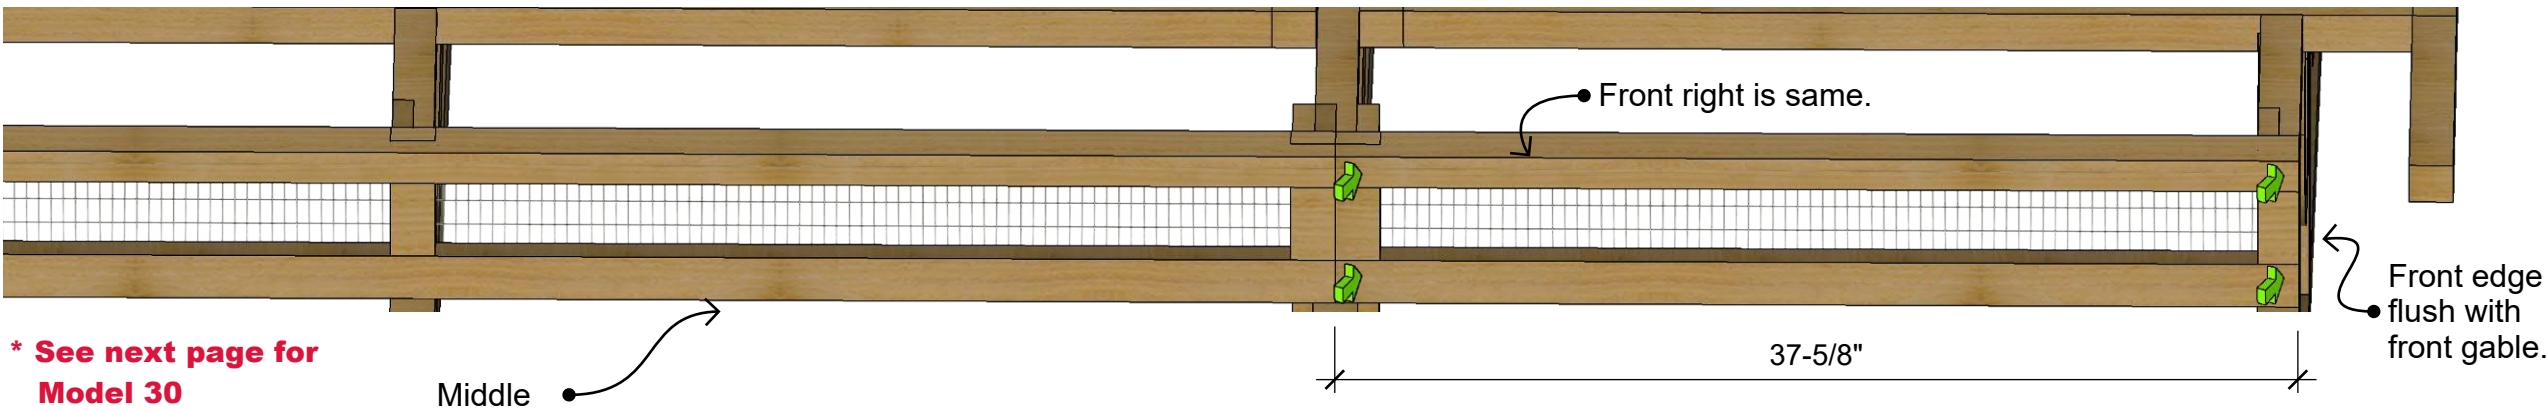 Front right is same.
Front edge
flush with
front gable.
37-5/8"
* See next page for
Model 30
Middle